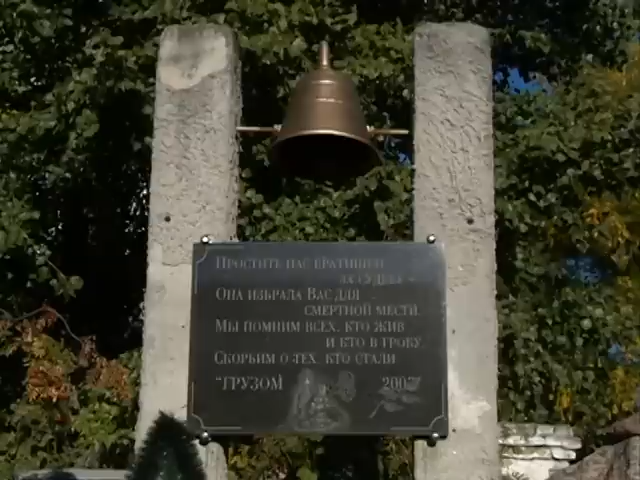 Простите нас братишки
за судьбу -
Она избрала Вас для
смертной мести.
Мы помним всех, кто жив
и кто в гробу.
Скорбим о тех, кто стали
"грузом 200"